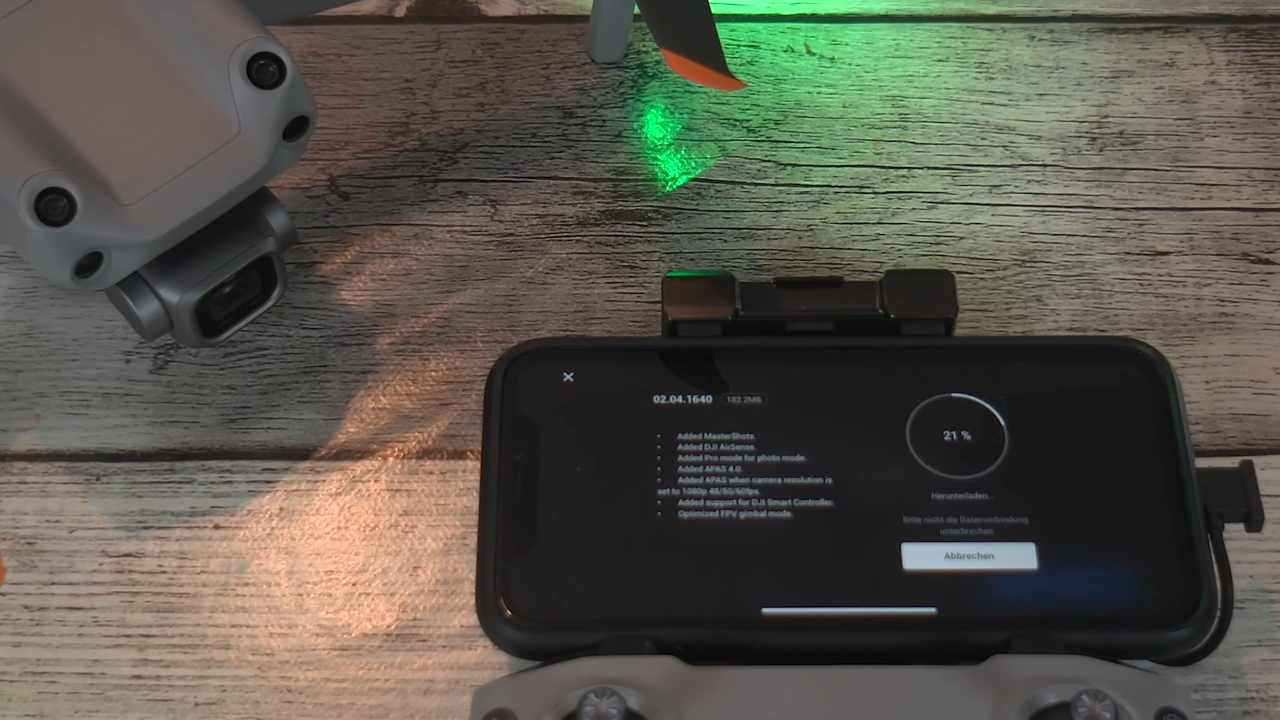 02.04.1640 182.2MB
• Added MasterShots.
• Added DJI AirSense.
• Added Pro mode for photo mode.
• Added APAS 4.0.
• Added APAS when camera resolution is
set to 1080p 48/50/60fps.
• Added support for DJI Smart Controller.
• Optimized FPV gimbal mode.
21 %
Herunterladen...
Bitte nicht die Datenverbindung
unterbrechen
Abbrechen